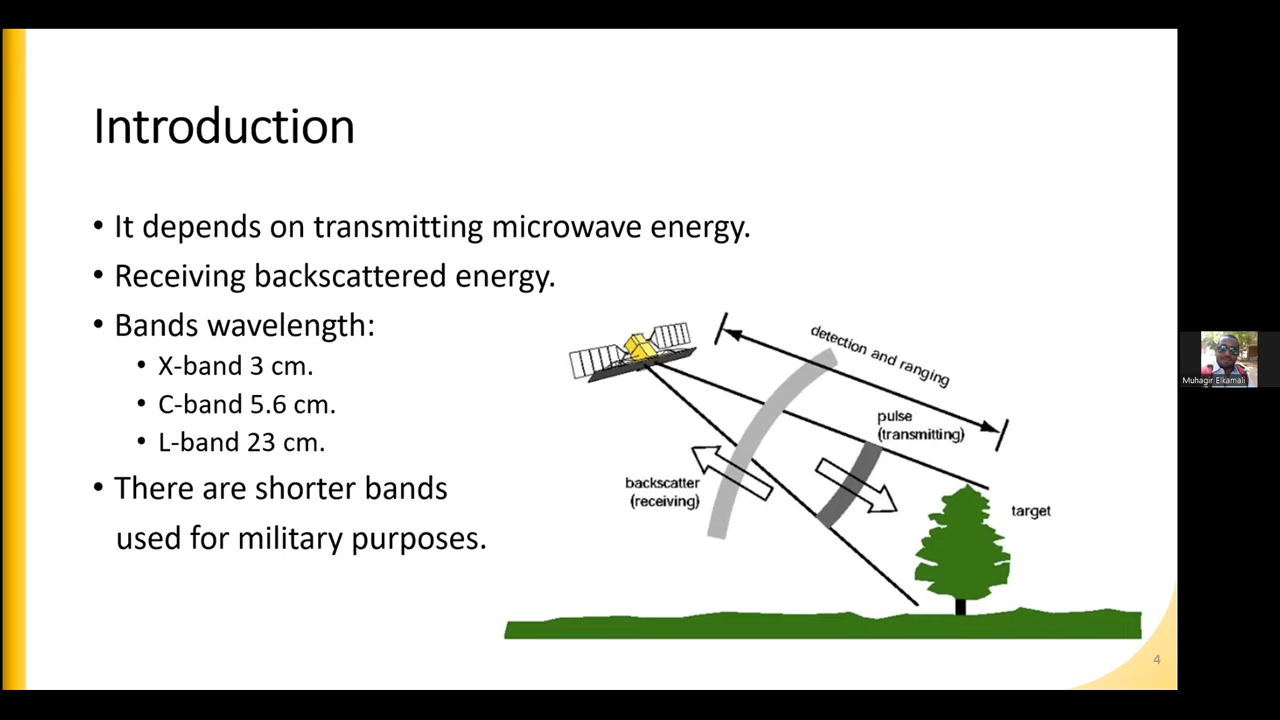 Introduction
• It depends on transmitting microwave energy.
• Receiving backscattered energy.
• Bands wavelength:
• X-band 3 cm.
• C-band 5.6 cm.
• L-band 23 cm.
• There are shorter bands
used for military purposes.
detection and ranging
pulse
(transmitting)
backscatter
(receiving)
target
4
Muhagir Elkamali